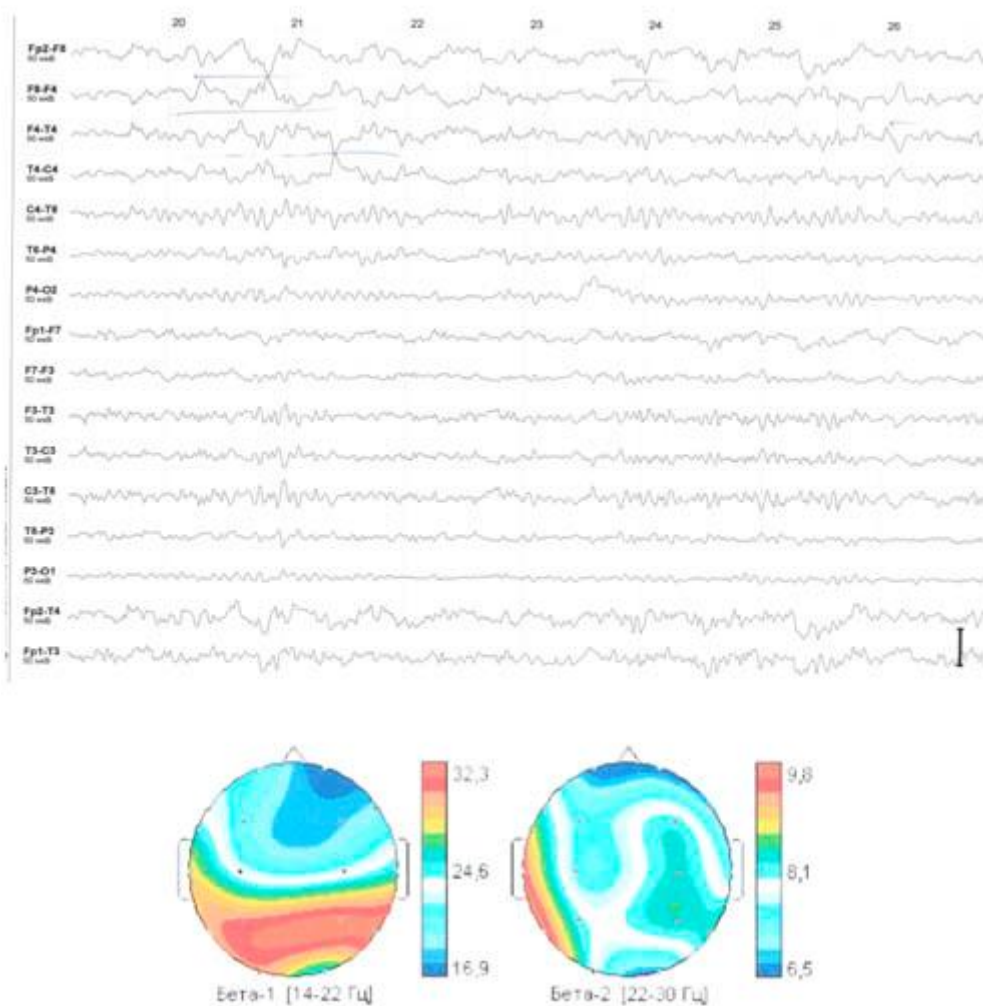 20 21 22 23 24 25 26
Fp2-F8
F8-F4
F4-T4
T4-C4
C4-T6
T6-P4
P4-O2
Fp1-F7
F7-F3
F3-T3
T3-C3
C3-T5
T5-P3
P3-O1
Fp2-T4
Fp1-T3
32,3
24,6
16,9
Бета-1 [14-22 Гц]
9,8
8,1
6,5
Бета-2 [22-30 Гц]